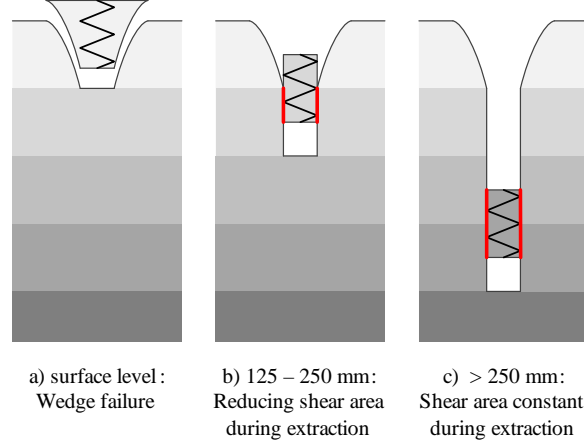 a) surface level:
Wedge failure
b) 125 – 250 mm:
Reducing shear area
during extraction
c) > 250 mm:
Shear area constant
during extraction